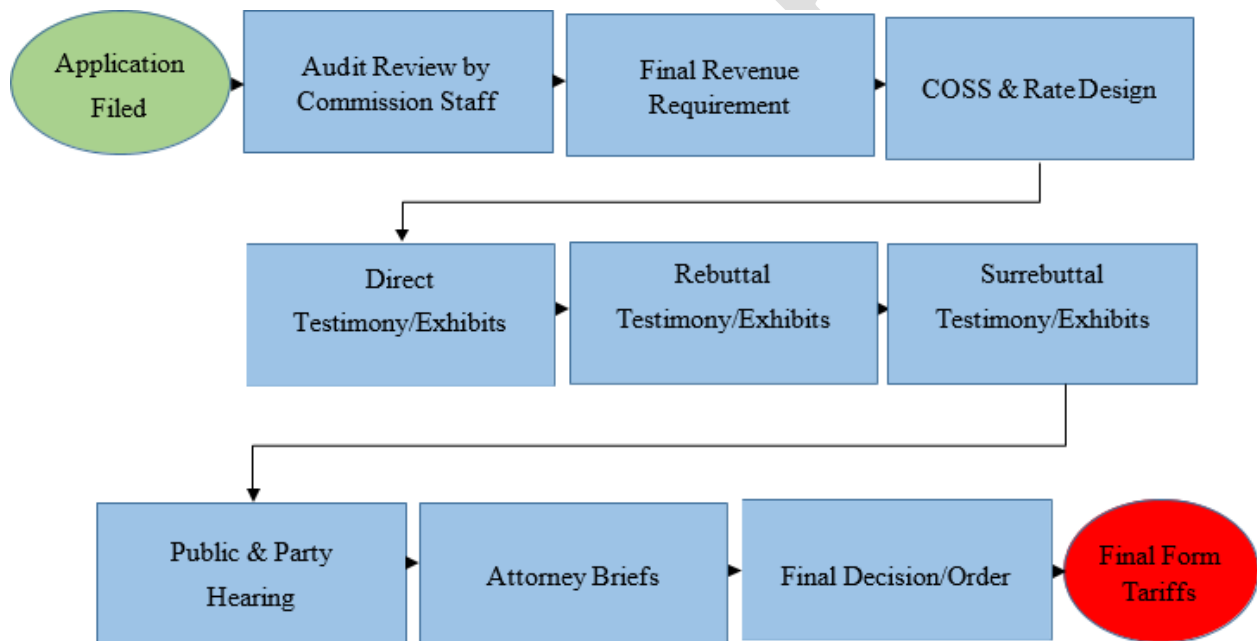 Application
Filed
Audit Review by
Commission Staff
Final Revenue
Requirement
COSS & Rate Design
Direct
Testimony/Exhibits
Rebuttal
Testimony/Exhibits
Surrebuttal
Testimony/Exhibits
Public & Party
Hearing
Attorney Briefs
Final Decision/Order
Final Form
Tariffs